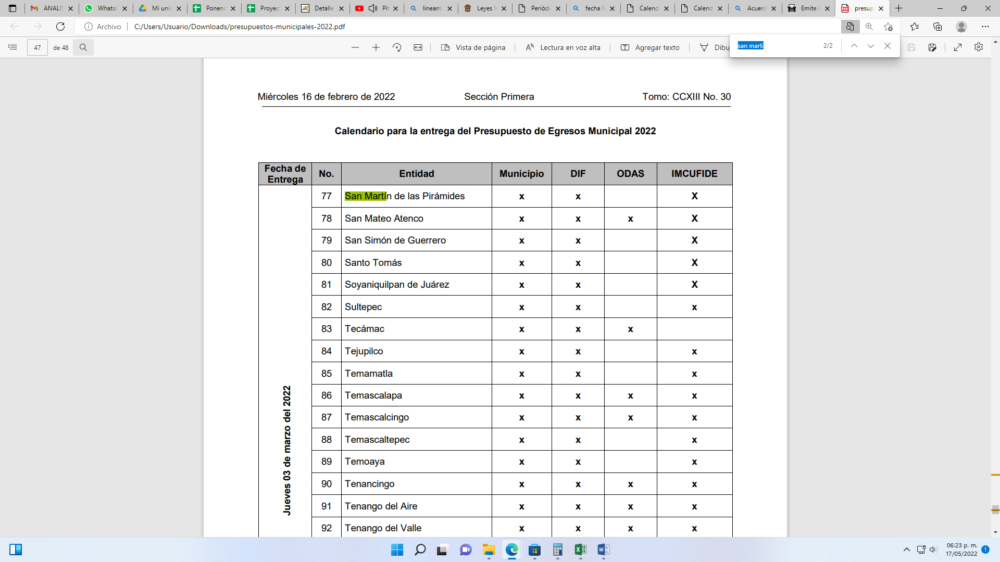 ANALIS
WhatsA
Mi unic
Ponenc
Proyect
Detalle
Pit
lineami
Leyes V
Periódi
fecha li
Calenda
Calend
Acuerd
Emite C
presup
Archivo C:/Users/Usuario/Downloads/presupuestos-municipales-2022.pdf
47 de 48 Vista de página Lectura en voz alta Agregar texto Dibu
san marti 2/2
Miércoles 16 de febrero de 2022 Sección Primera Tomo: CCXIII No. 30
Calendario para la entrega del Presupuesto de Egresos Municipal 2022
Fecha de Entrega No. Entidad Municipio DIF ODAS IMCUFIDE
Jueves 03 de marzo del 2022
77 San Martín de las Pirámides x x X
78 San Mateo Atenco x x x X
79 San Simón de Guerrero x x X
80 Santo Tomás x x X
81 Soyaniquilpan de Juárez x x X
82 Sultepec x x x
83 Tecámac x x x
84 Tejupilco x x x
85 Temamatla x x x
86 Temascalapa x x x x
87 Temascalcingo x x x x
88 Temascaltepec x x x
89 Temoaya x x x
90 Tenancingo x x x x
91 Tenango del Aire x x x x
92 Tenango del Valle x x x x
06:23 p. m.
17/05/2022
1